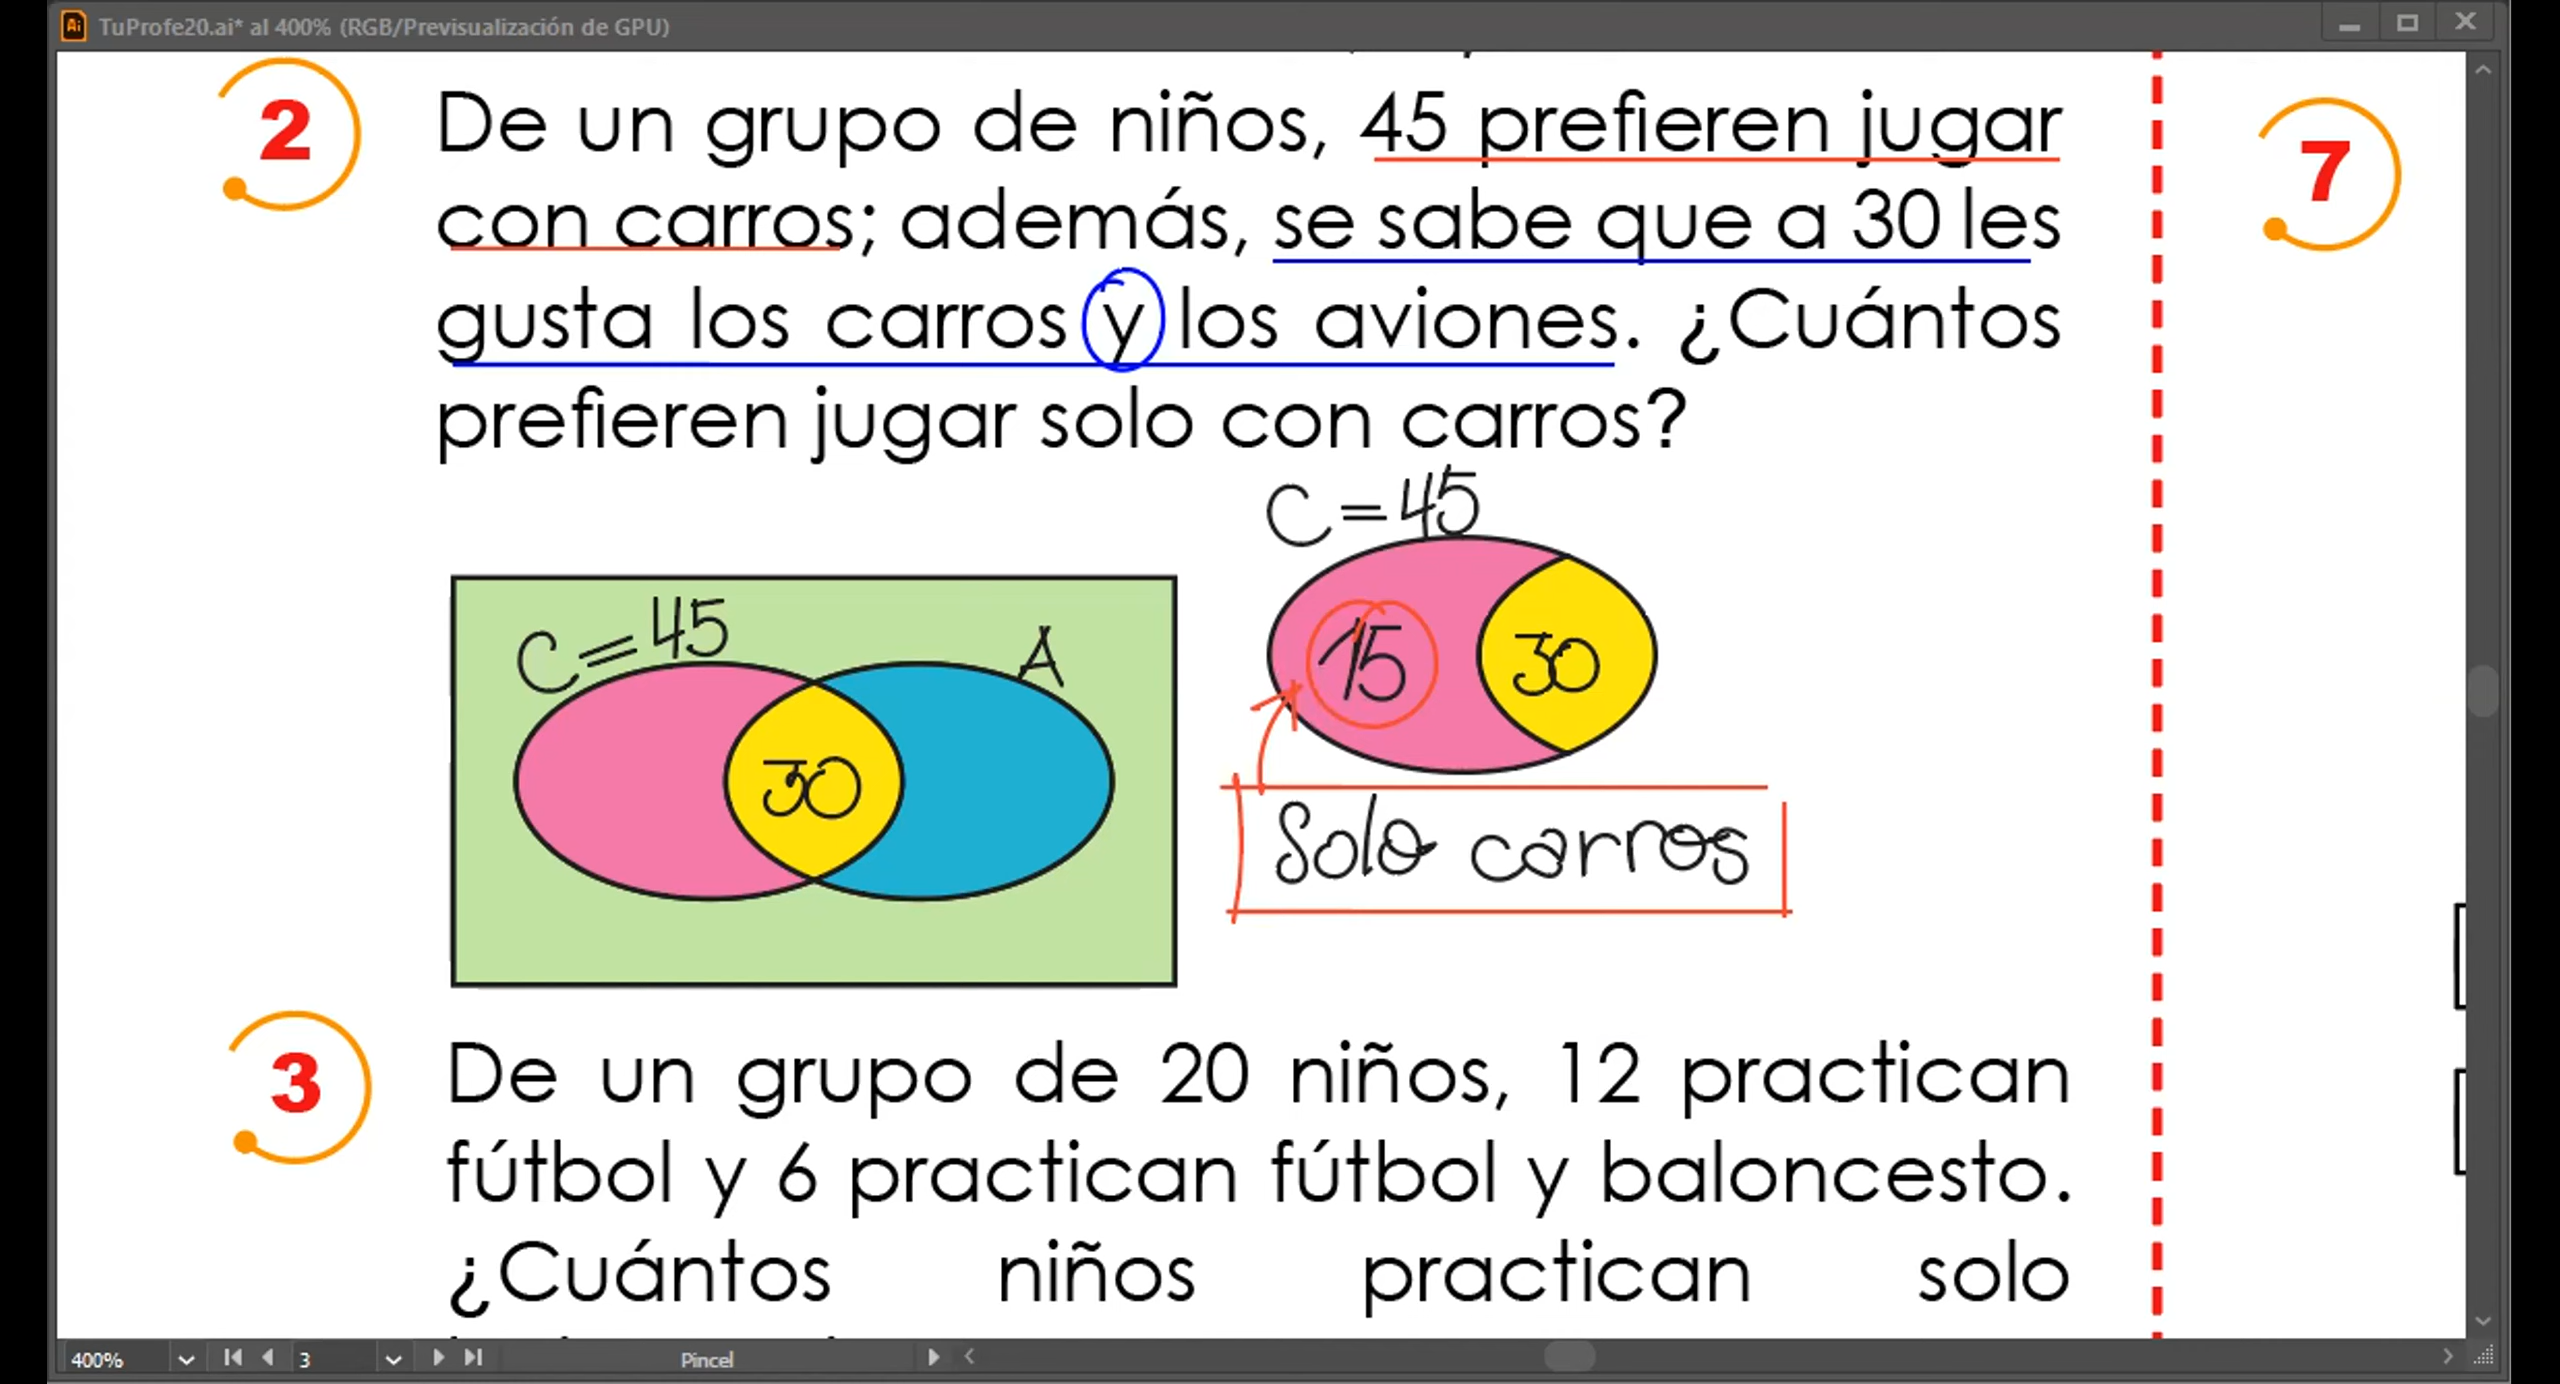 TuProfe20.ai* al 400% (RGB/Previsualización de GPU)
2
De un grupo de niños, 45 prefieren jugar
con carros; además, se sabe que a 30 les
gusta los carros y los aviones. ¿Cuántos
prefieren jugar solo con carros?
C=45
A
30
C=45
15
30
Solo carros
3
De un grupo de 20 niños, 12 practican
fútbol y 6 practican fútbol y baloncesto.
¿Cuántos niños practican solo
7
400%
3
Pincel